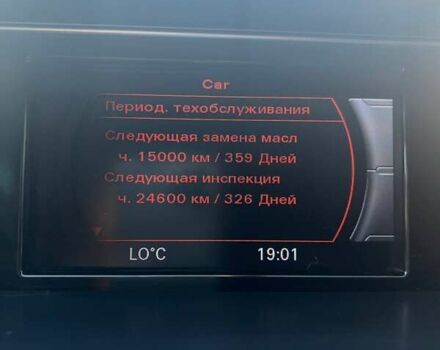 Car
Период. техобслуживания
Следующая замена масл
ч. 15000 км / 359 Дней
Следующая инспекция
ч. 24600 км / 326 Дней
LO°C 19:01